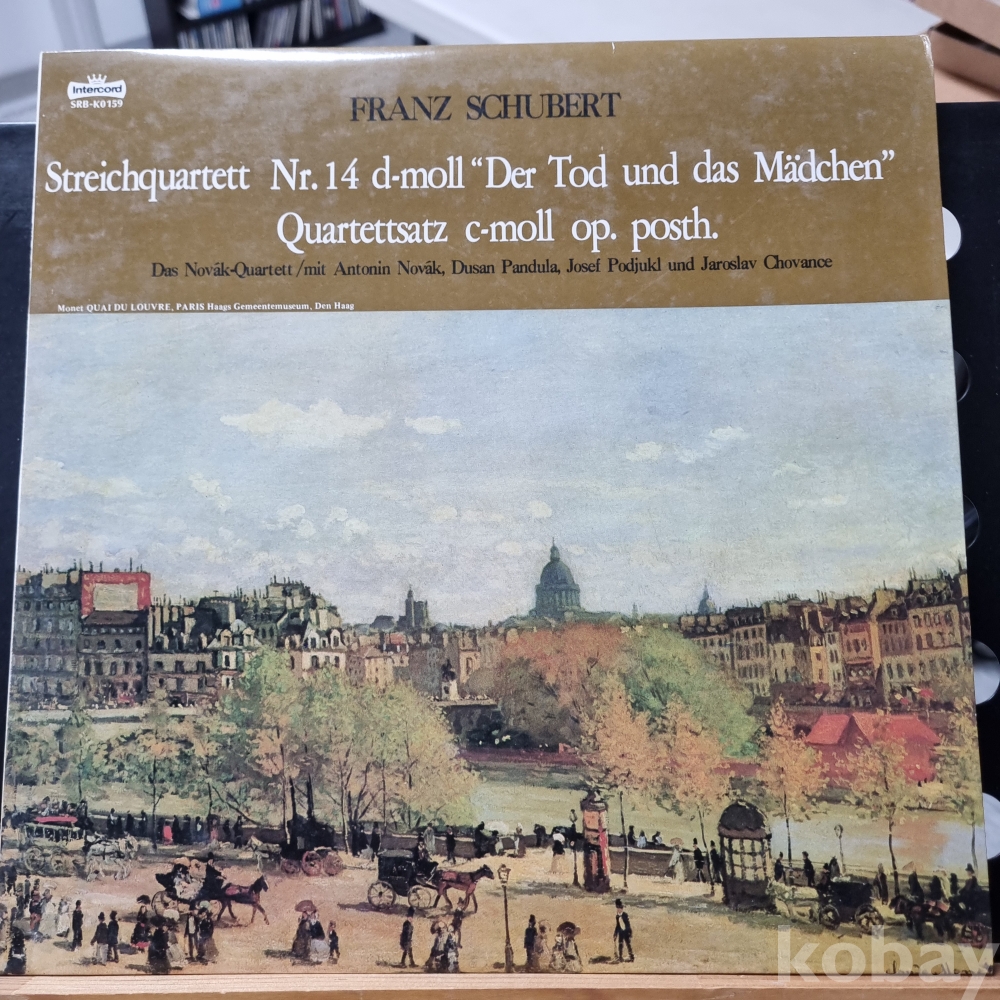 Intercord
SRB-K0159
FRANZ SCHUBERT
Streichquartett Nr. 14 d-moll “Der Tod und das Mädchen”
Quartettsatz c-moll op. posth.
Das Novák-Quartett/mit Antonin Novák, Dusan Pandula, Josef Podjukl und Jaroslav Chovance
Monet QUAI DU LOUVRE, PARIS Haags Gemeentemuseum, Den Haag
kobay